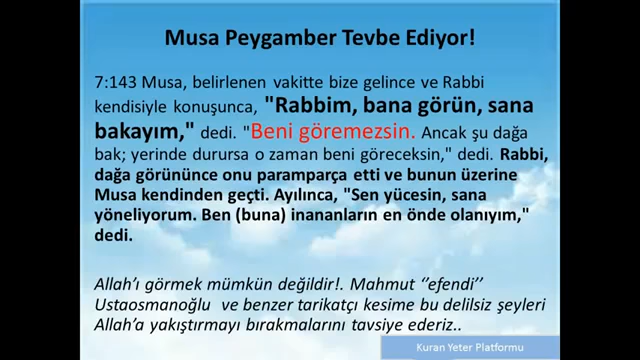 Musa Peygamber Tevbe Ediyor!
7:143 Musa, belirlenen vakitte bize gelince ve Rabbi
kendisiyle konuşunca, "Rabbim, bana görün, sana
bakayım," dedi. "Beni göremezsin. Ancak şu dağa
bak; yerinde durursa o zaman beni göreceksin," dedi. Rabbi,
dağa görününce onu paramparça etti ve bunun üzerine
Musa kendinden geçti. Ayılınca, "Sen yücesin, sana
yöneliyorum. Ben (buna) inananların en önde olanıyım,"
dedi.
Allah’ı görmek mümkün değildir!. Mahmut ‘’efendi’’
Ustaosmanoğlu ve benzer tarikatçı kesime bu delilsiz şeyleri
Allah’a yakıştırmayı bırakmalarını tavsiye ederiz..
Kuran Yeter Platformu